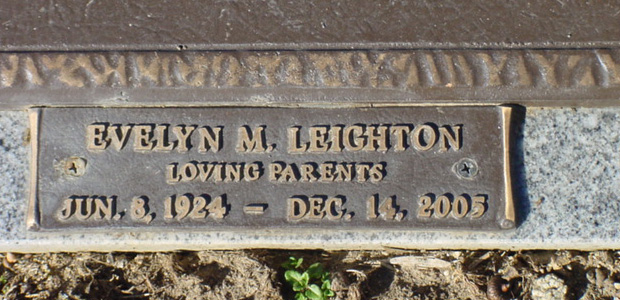 EVELYN M. LEIGHTON
LOVING PARENTS
JUN. 8, 1924 – DEC. 14, 2005